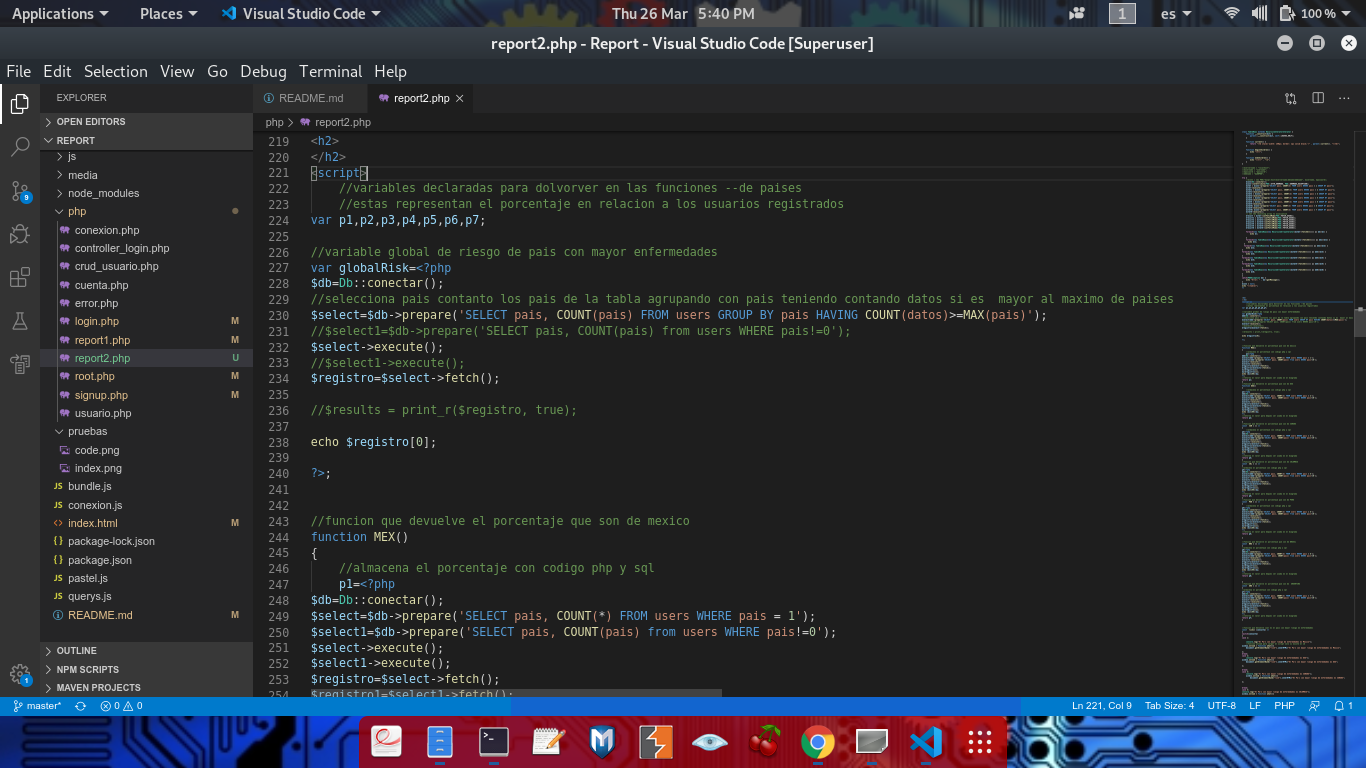 Applications Places Visual Studio Code Thu 26 Mar 5:40 PM 1 es 100 %
report2.php - Report - Visual Studio Code [Superuser]
File Edit Selection View Go Debug Terminal Help
EXPLORER
OPEN EDITORS
REPORT
js
media
node_modules
php
conexion.php
controller_login.php
crud_usuario.php
cuenta.php
error.php
login.php M
report1.php M
report2.php U
root.php M
signup.php M
usuario.php
pruebas
code.png
index.png
JS bundle.js
JS conexion.js
<> index.html M
{ } package-lock.json
{ } package.json
JS pastel.js
JS querys.js
README.md M
OUTLINE
NPM SCRIPTS
MAVEN PROJECTS
9
1
README.md report2.php
php > report2.php
219 <h2>
220 </h2>
221 <script>
222 //variables declaradas para dolvorver en las funciones --de paises
223 //estas representan el porcentaje en relacion a los usuarios registrados
224 var p1,p2,p3,p4,p5,p6,p7;
225
226 //variable global de riesgo de pais con mayor enfermedades
227 var globalRisk=<?php
228 $db=Db::conectar();
229 //selecciona pais contanto los pais de la tabla agrupando con pais teniendo contando datos si es  mayor al maximo de paises
230 $select=$db->prepare('SELECT pais, COUNT(pais) FROM users GROUP BY pais HAVING COUNT(datos)>=MAX(pais)');
231 //$select1=$db->prepare('SELECT pais, COUNT(pais) from users WHERE pais!=0');
232 $select->execute();
233 //$select1->execute();
234 $registro=$select->fetch();
235
236 //$results = print_r($registro, true);
237
238 echo $registro[0];
239
240 ?>;
241
242
243 //funcion que devuelve el porcentaje que son de mexico
244 function MEX()
245 {
246 //almacena el porcentaje con codigo php y sql
247 p1=<?php
248 $db=Db::conectar();
249 $select=$db->prepare('SELECT pais, COUNT(*) FROM users WHERE pais = 1');
250 $select1=$db->prepare('SELECT pais, COUNT(pais) from users WHERE pais!=0');
251 $select->execute();
252 $select1->execute();
253 $registro=$select->fetch();
254 $registro1=$select1->fetch();
master* 0 0 Ln 221, Col 9 Tab Size: 4 UTF-8 LF PHP 1